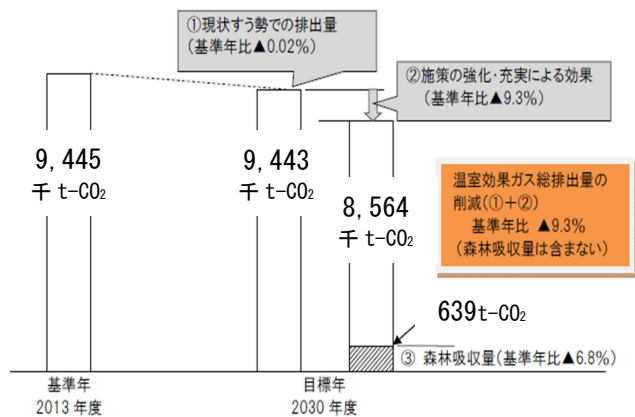 ①現状すう勢での排出量
(基準年比▲0.02%)
②施策の強化・充実による効果
(基準年比▲9.3%)
9,445
千 t-CO₂
9,443
千 t-CO₂
8,564
千 t-CO₂
温室効果ガス総排出量の
削減(①+②)
基準年比 ▲9.3%
(森林吸収量は含まない)
639t-CO₂
③ 森林吸収量(基準年比▲6.8%)
基準年
2013 年度
目標年
2030 年度